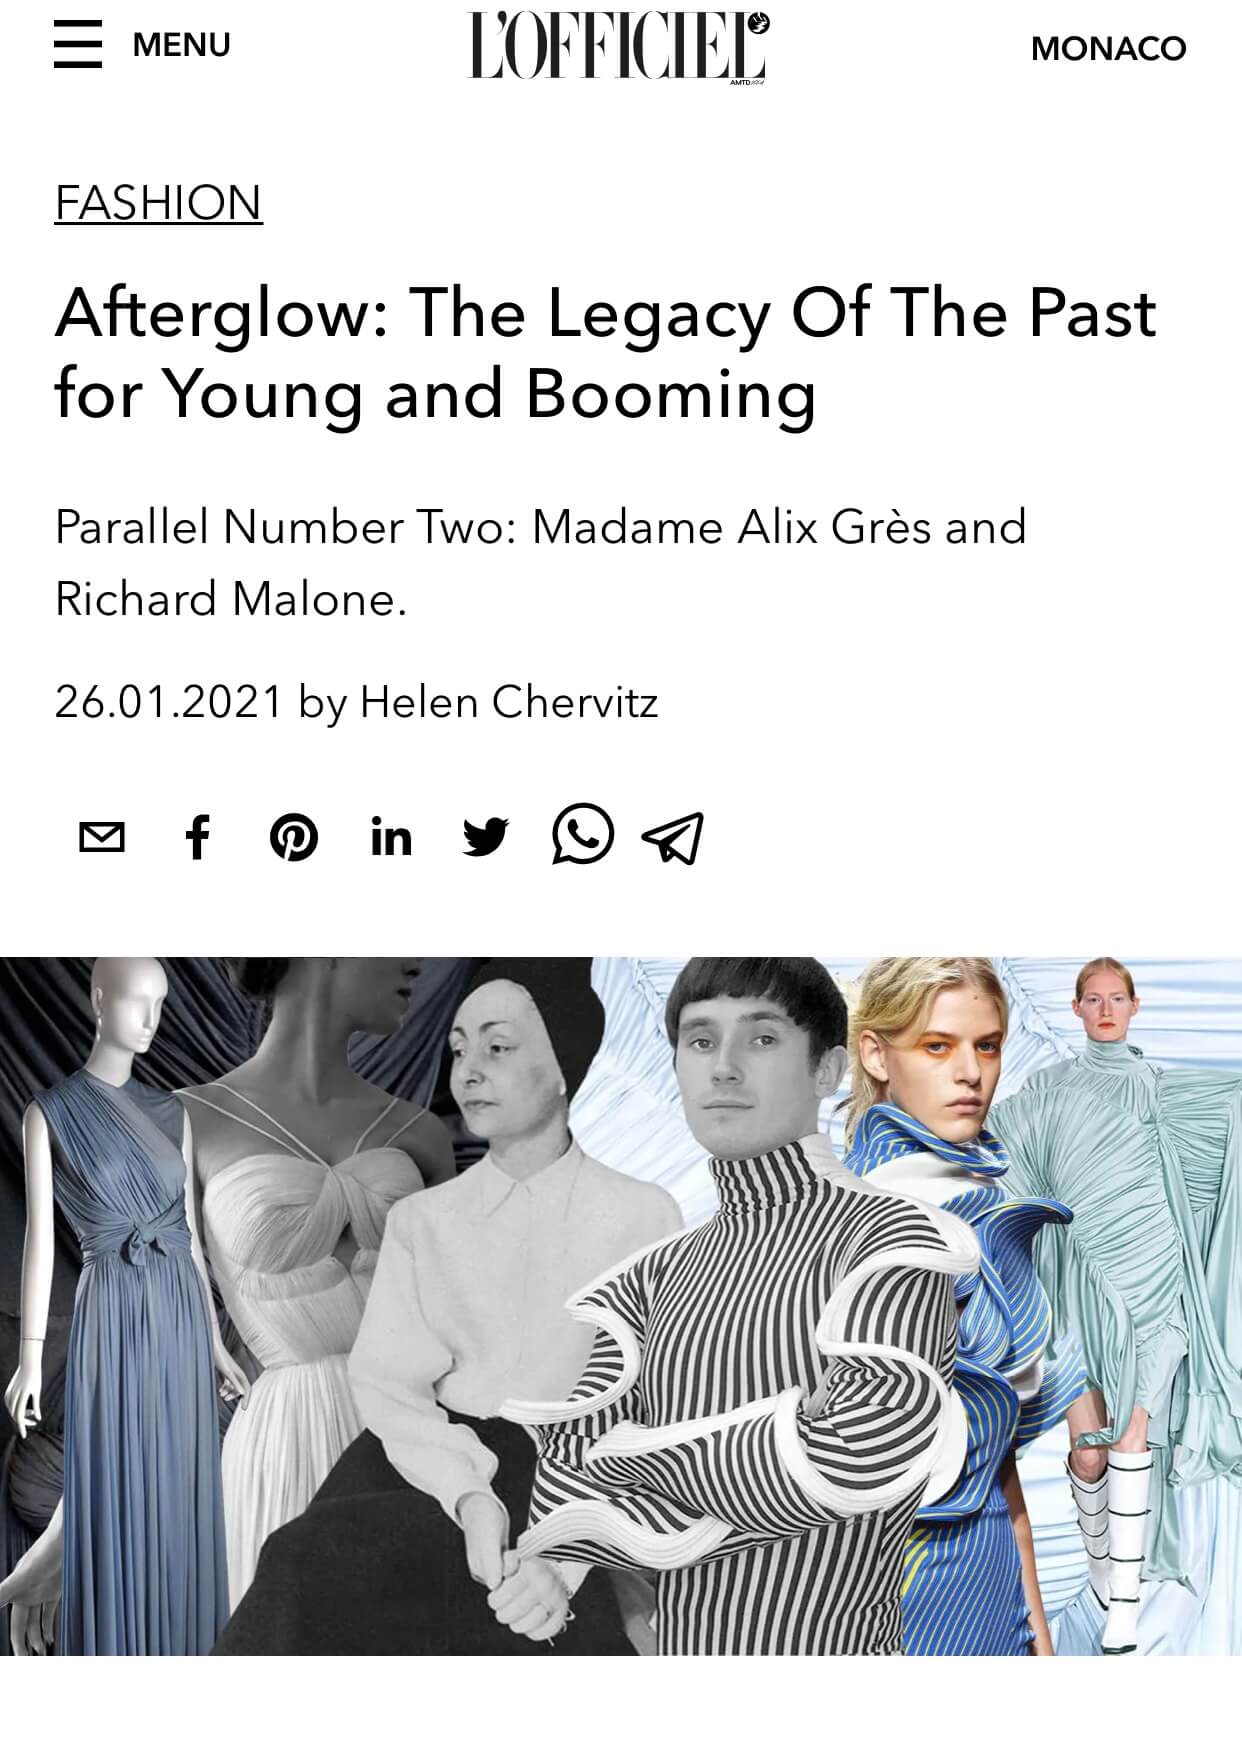 MENU
L'OFFICIEL
AMTD
MONACO
FASHION
Afterglow: The Legacy Of The Past
for Young and Booming
Parallel Number Two: Madame Alix Grès and
Richard Malone.
26.01.2021 by Helen Chervitz